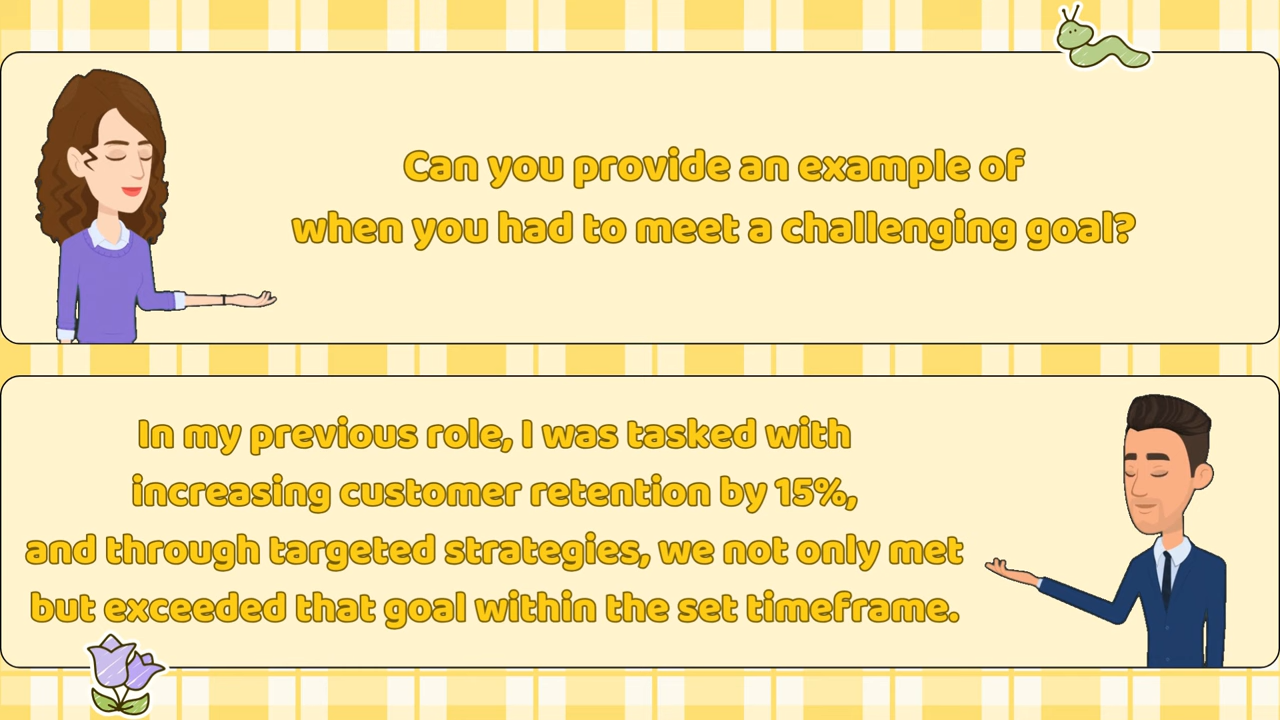 Can you provide an example of
when you had to meet a challenging goal?
In my previous role, I was tasked with
increasing customer retention by 15%,
and through targeted strategies, we not only met
but exceeded that goal within the set timeframe.